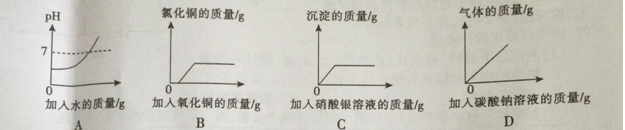 pH
7
0
加入水的质量/g
A
氯化铜的质量/g
0
加入氧化铜的质量/g
B
沉淀的质量/g
0
加入硝酸银溶液的质量/g
C
气体的质量/g
0
加入碳酸钠溶液的质量/g
D